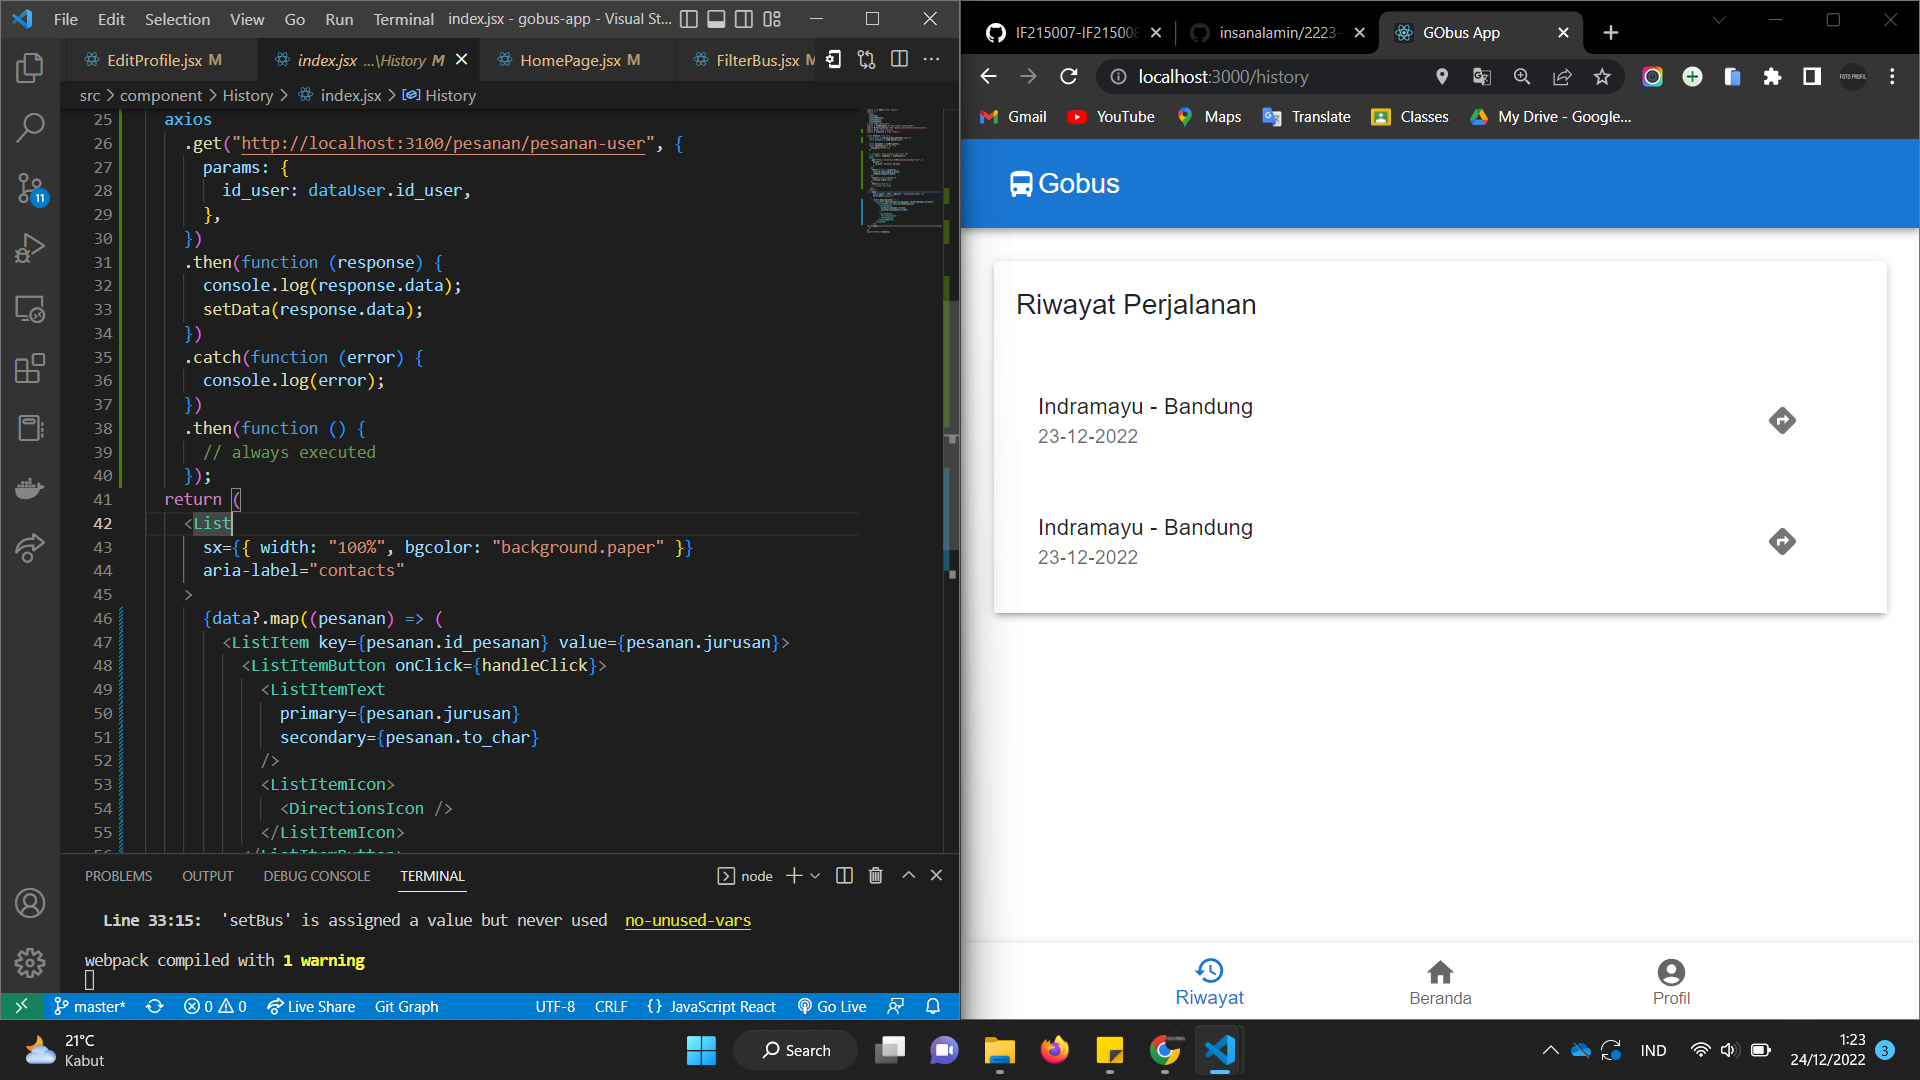 File Edit Selection View Go Run Terminal index.jsx - gobus-app - Visual St...
EditProfile.jsx M index.jsx ...\History M HomePage.jsx M FilterBus.jsx M
src > component > History > index.jsx > History
25 axios
26 .get("http://localhost:3100/pesanan/pesanan-user", {
27 params: {
28 id_user: dataUser.id_user,
29 },
30 })
31 .then(function (response) {
32 console.log(response.data);
33 setData(response.data);
34 })
35 .catch(function (error) {
36 console.log(error);
37 })
38 .then(function () {
39 // always executed
40 });
41 return (
42 <List
43 sx={{ width: "100%", bgcolor: "background.paper" }}
44 aria-label="contacts"
45 >
46 {data?.map((pesanan) => (
47 <ListItem key={pesanan.id_pesanan} value={pesanan.jurusan}>
48 <ListItemButton onClick={handleClick}>
49 <ListItemText
50 primary={pesanan.jurusan}
51 secondary={pesanan.to_char}
52 />
53 <ListItemIcon>
54 <DirectionsIcon />
55 </ListItemIcon>
56 </ListItemButton>
PROBLEMS OUTPUT DEBUG CONSOLE TERMINAL node
Line 33:15: 'setBus' is assigned a value but never used no-unused-vars
webpack compiled with 1 warning
11
master* 0 0 Live Share Git Graph UTF-8 CRLF {} JavaScript React Go Live
IF215007-IF215008 insanalamin/2223- GObus App
localhost:3000/history
FOTO PROFIL
Gmail YouTube Maps Translate Classes My Drive - Google...
Gobus
Riwayat Perjalanan
Indramayu - Bandung
23-12-2022
Indramayu - Bandung
23-12-2022
Riwayat Beranda Profil
21°C
Kabut
Search
IND
1:23
24/12/2022
3